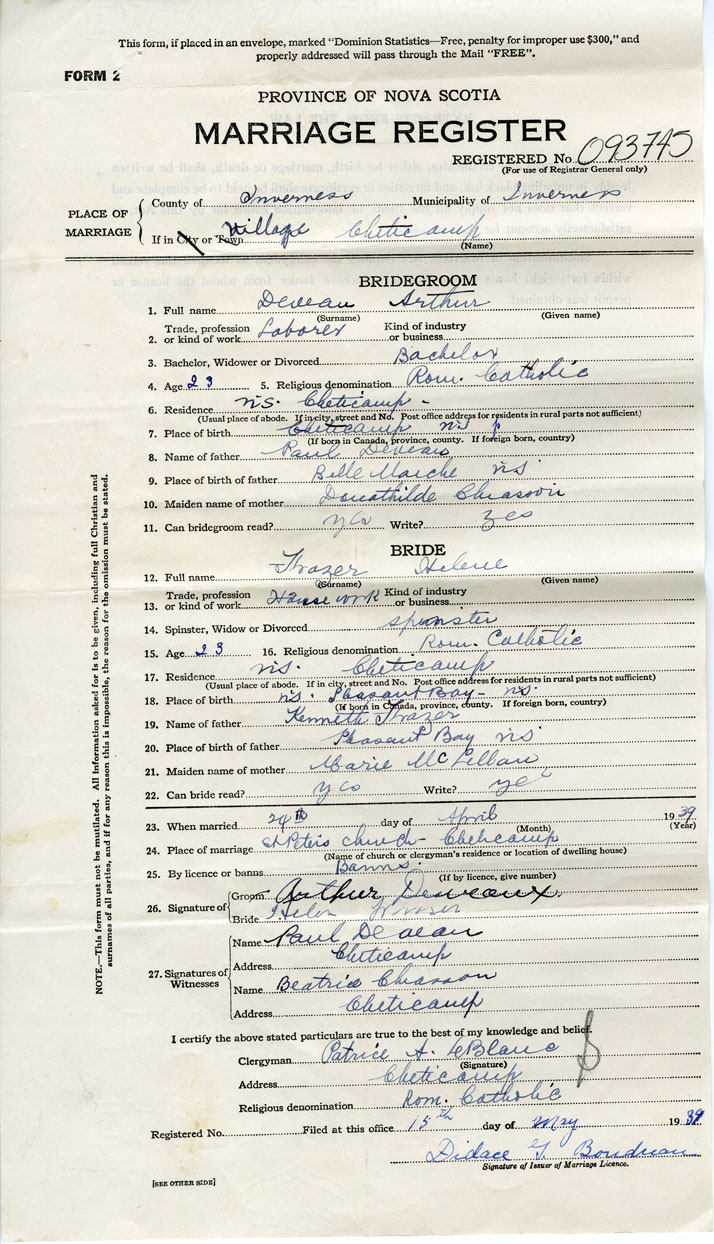 This form, if placed in an envelope, marked "Dominion Statistics—Free, penalty for improper use $300," and
properly addressed will pass through the Mail "FREE".
FORM 2
PROVINCE OF NOVA SCOTIA
MARRIAGE REGISTER
REGISTERED No. 093745
(For use of Registrar General only)
PLACE OF MARRIAGE
County of Inverness Municipality of Inverness
If in City or Town Village Cheticamp
(Name)
BRIDEGROOM
1. Full name Deveau Arthur
(Surname) (Given name)
2. Trade, profession or kind of work Laborer Kind of industry or business
3. Bachelor, Widower or Divorced Bachelor
4. Age 23 5. Religious denomination Rom. Catholic
6. Residence N.S. Cheticamp -
(Usual place of abode. If in city, street and No. Post office address for residents in rural parts not sufficient)
7. Place of birth Cheticamp N.S.
(If born in Canada, province, county. If foreign born, country)
8. Name of father Paul Deveau
9. Place of birth of father Belle Marche N.S.
10. Maiden name of mother Donathilde Chiasson
11. Can bridegroom read? yes Write? yes
BRIDE
12. Full name Frazer Helene
(Surname) (Given name)
13. Trade, profession or kind of work House work Kind of industry or business
14. Spinster, Widow or Divorced spinster
15. Age 23 16. Religious denomination Rom. Catholic
17. Residence N.S. Cheticamp
(Usual place of abode. If in city, street and No. Post office address for residents in rural parts not sufficient)
18. Place of birth N.S. Pleasant Bay - N.S.
(If born in Canada, province, county. If foreign born, country)
19. Name of father Kenneth Frazer
20. Place of birth of father Pleasant Bay N.S.
21. Maiden name of mother Marie McLellan
22. Can bride read? yes Write? yes
23. When married 24th day of April 1939
(Month) (Year)
24. Place of marriage St Peters church - Cheticamp
(Name of church or clergyman's residence or location of dwelling house)
25. By licence or banns Banns.
(If by licence, give number)
26. Signature of
Groom Arthur Deveaux
Bride Helen Frazer
27. Signatures of Witnesses
Name Paul Deveau
Address Cheticamp
Name Beatrice Chiasson
Address Cheticamp
I certify the above stated particulars are true to the best of my knowledge and belief.
Clergyman Patrice A. LeBlanc
(Signature)
Address Cheticamp
Religious denomination Rom. Catholic
Registered No. Filed at this office 15th day of May 1939
Didace Y. Boudreau
Signature of Issuer of Marriage Licence.
[SEE OTHER SIDE]
NOTE.—This form must not be mutilated. All information asked for is to be given, including full Christian and
surnames of all parties, and if for any reason this is impossible, the reason for the omission must be stated.